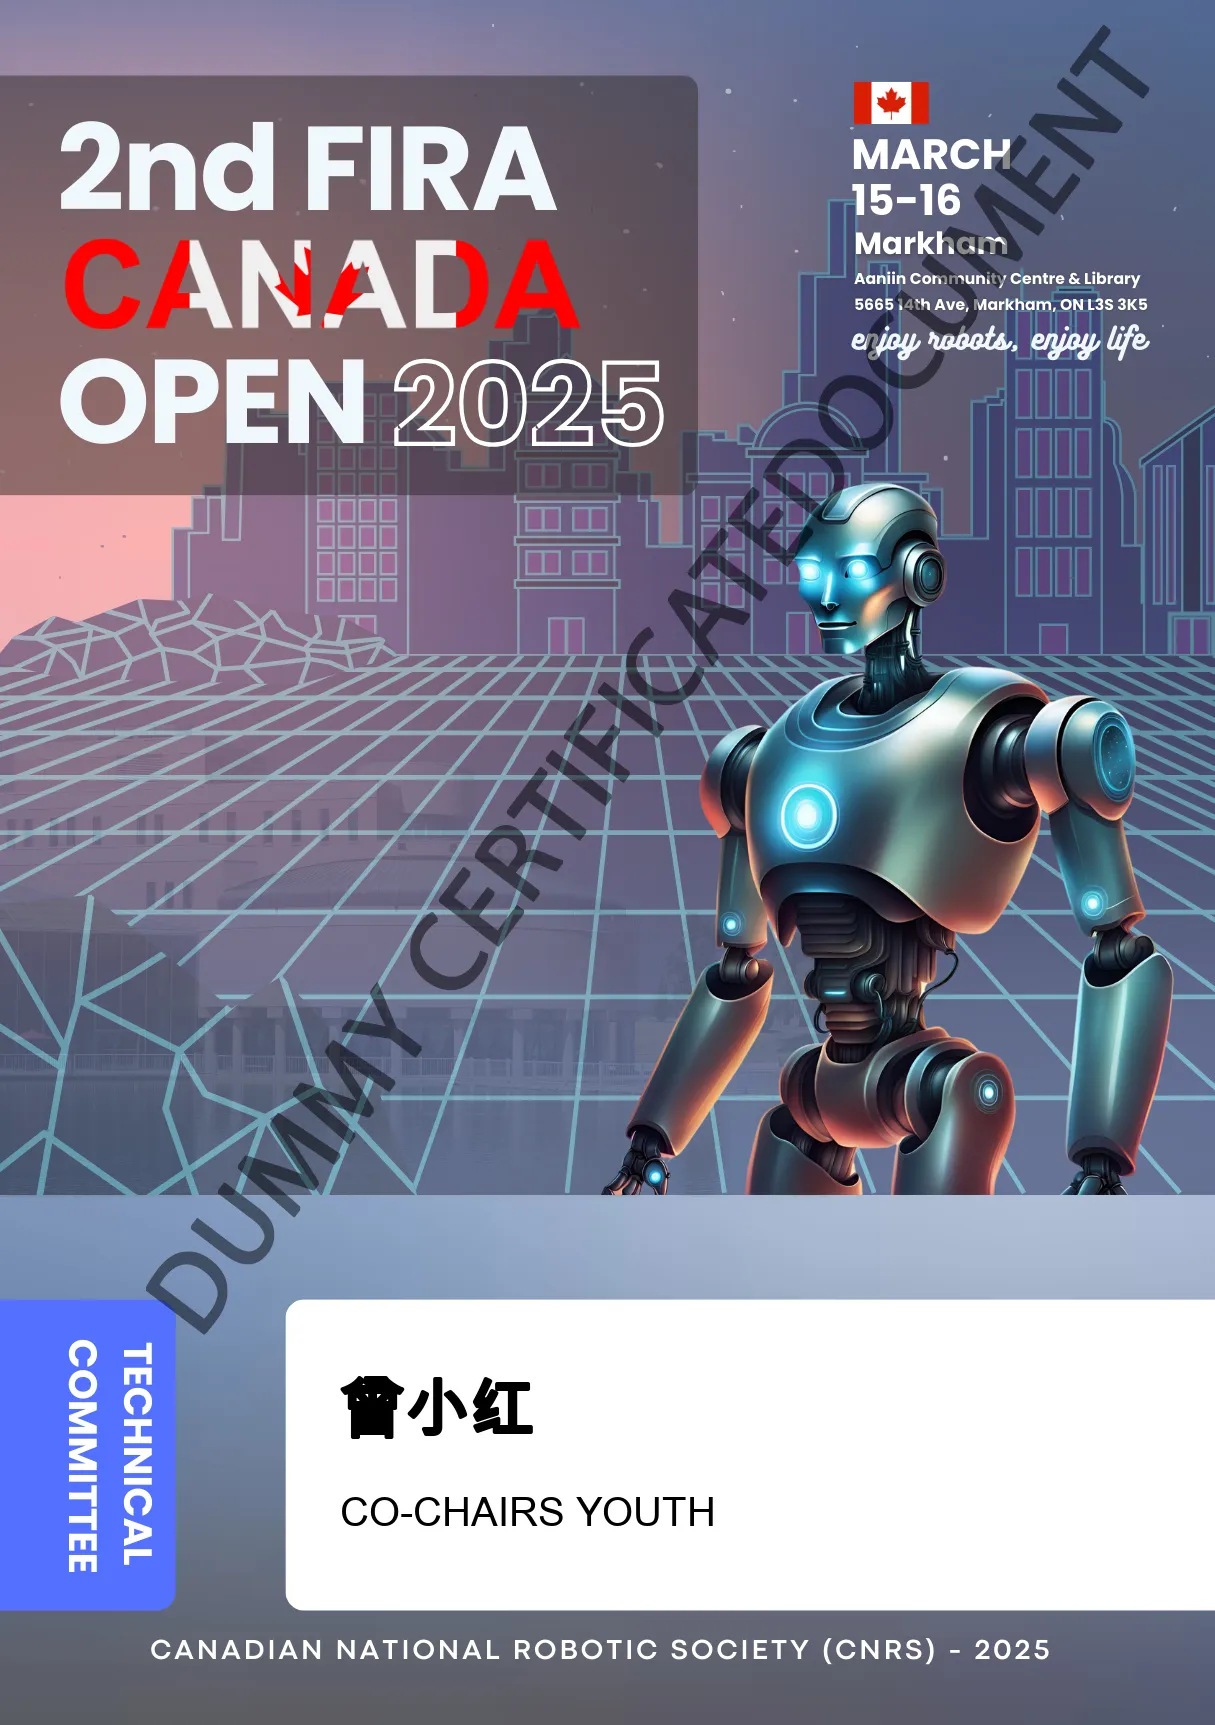 2nd FIRA
CANADA
OPEN 2025
MARCH
15-16
Markham
Aaniin Community Centre & Library
5665 14th Ave, Markham, ON L3S 3K5
enjoy robots, enjoy life
DUMMY CERTIFICATEDOCUMENT
TECHNICAL
COMMITTEE
曾小红
CO-CHAIRS YOUTH
CANADIAN NATIONAL ROBOTIC SOCIETY (CNRS) - 2025